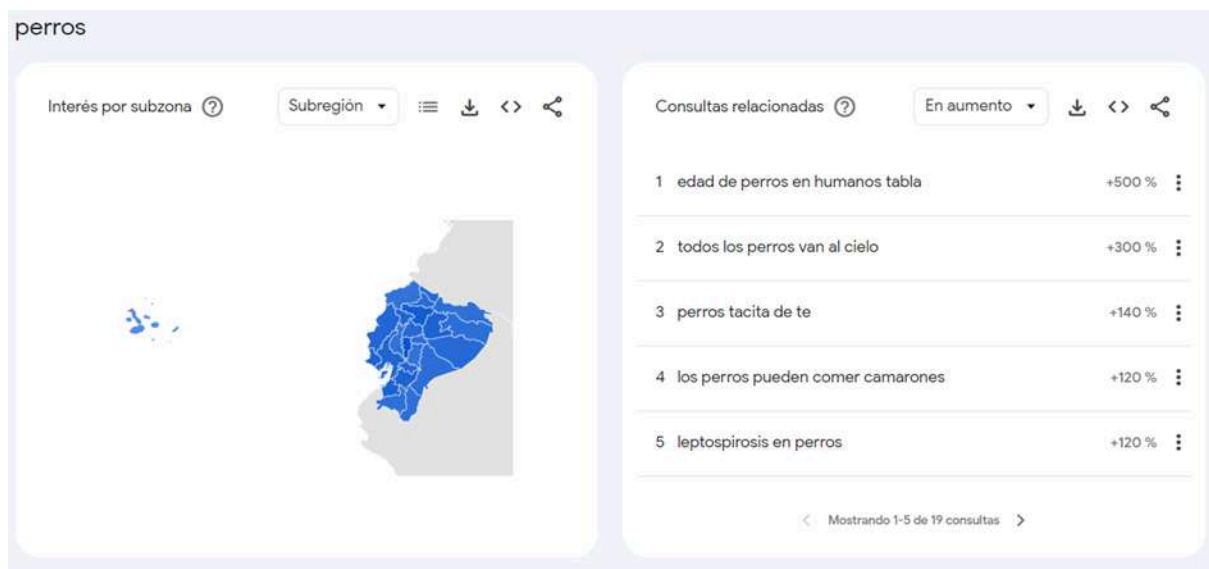 perros
Interés por subzona
Subregión
Consultas relacionadas
En aumento
1 edad de perros en humanos tabla +500 %
2 todos los perros van al cielo +300 %
3 perros tacita de te +140 %
4 los perros pueden comer camarones +120 %
5 leptospirosis en perros +120 %
Mostrando 1-5 de 19 consultas